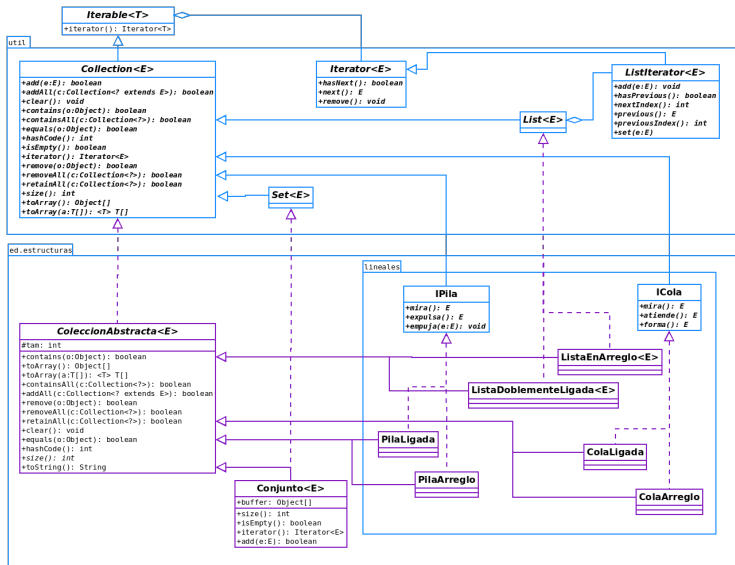 Iterable<T>
+iterator(): Iterator<T>
util
Collection<E>
+add(e:E): boolean
+addAll(c:Collection<? extends E>): boolean
+clear(): void
+contains(o:Object): boolean
+containsAll(c:Collection<?>): boolean
+equals(o:Object): boolean
+hashCode(): int
+isEmpty(): boolean
+iterator(): Iterator<E>
+remove(o:Object): boolean
+removeAll(c:Collection<?>): boolean
+retainAll(c:Collection<?>): boolean
+size(): int
+toArray(): Object[]
+toArray(a:T[]): <T> T[]
Iterator<E>
+hasNext(): boolean
+next(): E
+remove(): void
ListIterator<E>
+add(e:E): void
+hasPrevious(): boolean
+nextIndex(): int
+previous(): E
+previousIndex(): int
+set(e:E)
List<E>
Set<E>
ed.estructuras
lineales
IPila
+mira(): E
+expulsa(): E
+empuja(e:E): void
ICola
+mira(): E
+atiende(): E
+forma(): E
ColeccionAbstracta<E>
#tam: int
+contains(o:Object): boolean
+toArray(): Object[]
+toArray(a:T[]): <T> T[]
+containsAll(c:Collection<?>): boolean
+addAll(c:Collection<? extends E>): boolean
+remove(o:Object): boolean
+removeAll(c:Collection<?>): boolean
+retainAll(c:Collection<?>): boolean
+clear(): void
+equals(o:Object): boolean
+hashCode(): int
+size(): int
+toString(): String
ListaEnArreglo<E>
ListaDoblementeLigada<E>
PilaLigada
ColaLigada
PilaArreglo
ColaArreglo
Conjunto<E>
+buffer: Object[]
+size(): int
+isEmpty(): boolean
+iterator(): Iterator<E>
+add(e:E): boolean